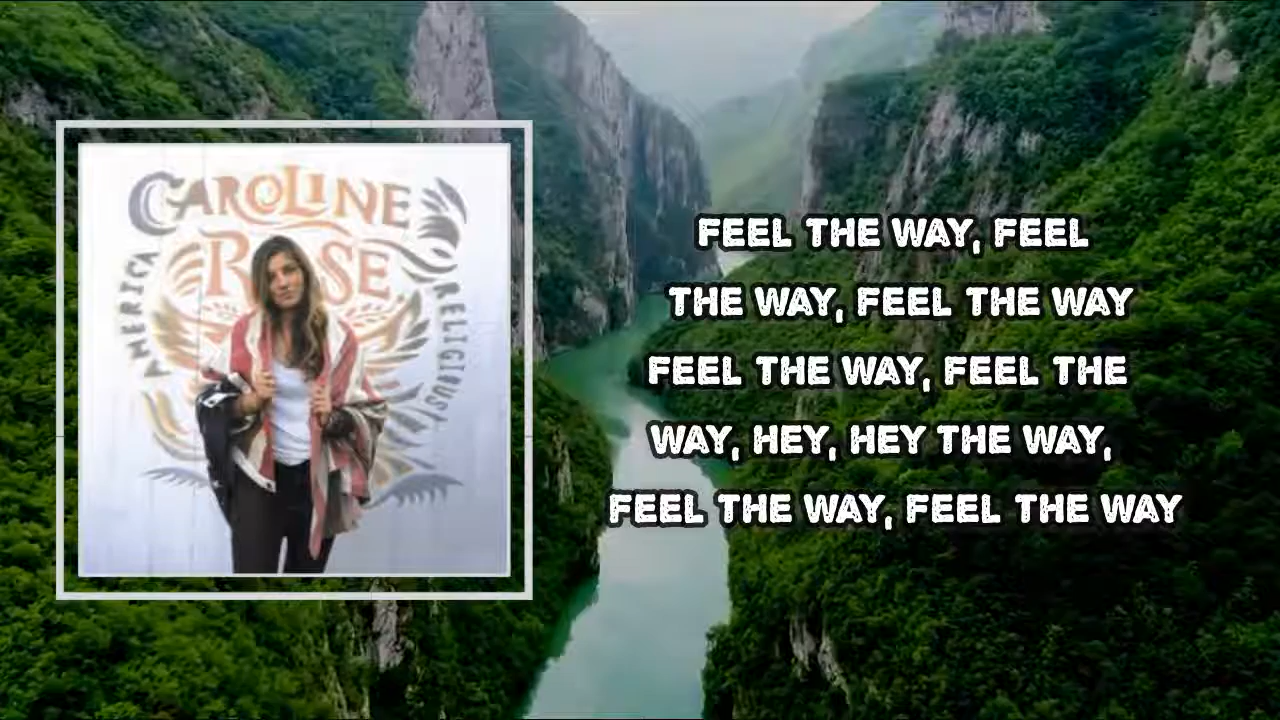 CAROLINE
ROSE
AMERICA
RELIGIOUS
FEEL THE WAY, FEEL
THE WAY, FEEL THE WAY
FEEL THE WAY, FEEL THE
WAY, HEY, HEY THE WAY,
FEEL THE WAY, FEEL THE WAY